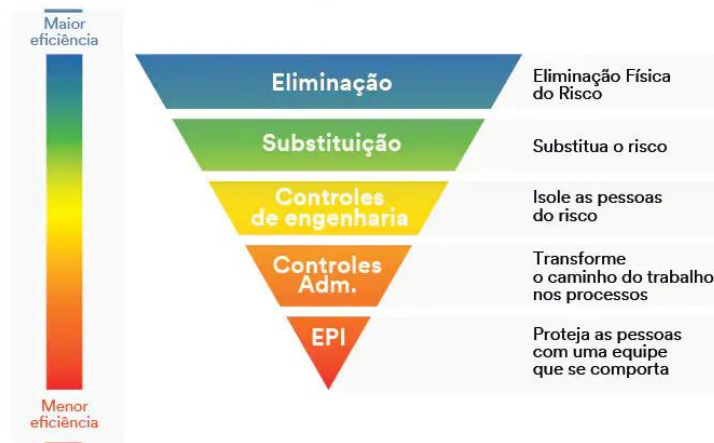 Maior
eficiência
Eliminação
Eliminação Física
do Risco
Substituição
Substitua o risco
Controles
de engenharia
Isole as pessoas
do risco
Controles
Adm.
Transforme
o caminho do trabalho
nos processos
EPI
Proteja as pessoas
com uma equipe
que se comporta
Menor
eficiência